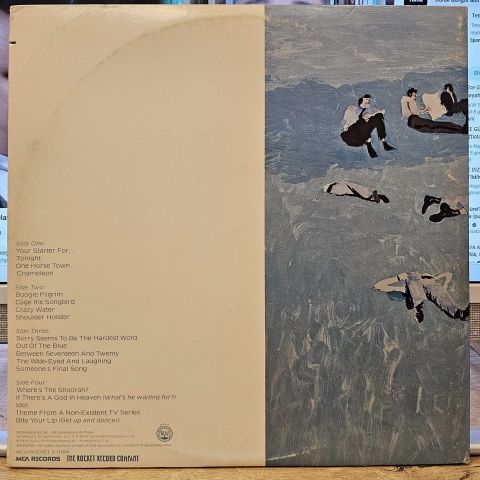 Side One:
Your Starter For...
Tonight
One Horse Town
Chameleon
Side Two:
Boogie Pilgrim
Cage the Songbird
Crazy Water
Shoulder Holster
Side Three:
Sorry Seems To Be The Hardest Word
Out Of The Blue
Between Seventeen And Twenty
The Wide-Eyed And Laughing
Someone's Final Song
Side Four:
Where's The Shoorah?
If There's A God In Heaven (What's he waiting for?)
Idol
Theme From A Non-Existent TV Series
Bite Your Lip (Get up and dance!)
MCA RECORDS THE ROCKET RECORD COMPANY